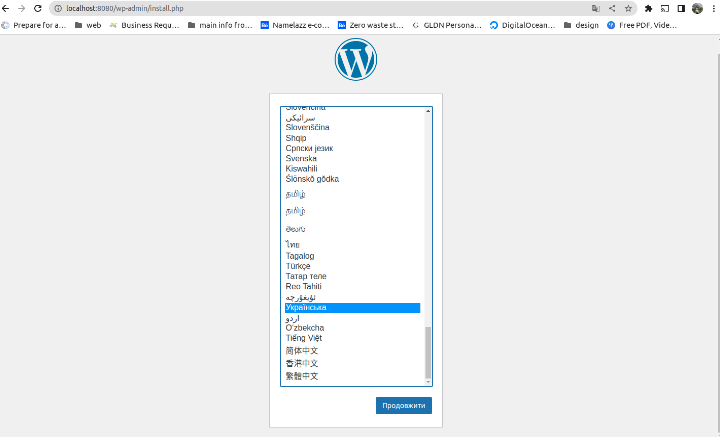 localhost:8080/wp-admin/install.php
Prepare for a…
web
Business Requ…
main info fro…
Bē
Namelazz e-co…
Bē
Zero waste st…
G
GLDN Persona…
DigitalOcean…
design
Free PDF, Vide…
W
Slovenčina
سرائیکی
Slovenščina
Shqip
Српски језик
Svenska
Kiswahili
Ślōnskŏ gŏdka
தமிழ்
தமிழ்
తెలుగు
ไทย
Tagalog
Türkçe
Татар теле
Reo Tahiti
ئۇيغۇرچە
Українська
اردو
O‘zbekcha
Tiếng Việt
简体中文
香港中文
繁體中文
Продовжити